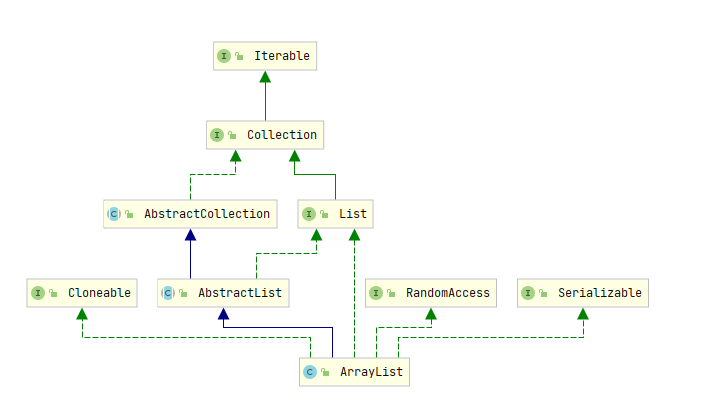 I Iterable
I Collection
C AbstractCollection
I List
I Cloneable
C AbstractList
I RandomAccess
I Serializable
C ArrayList